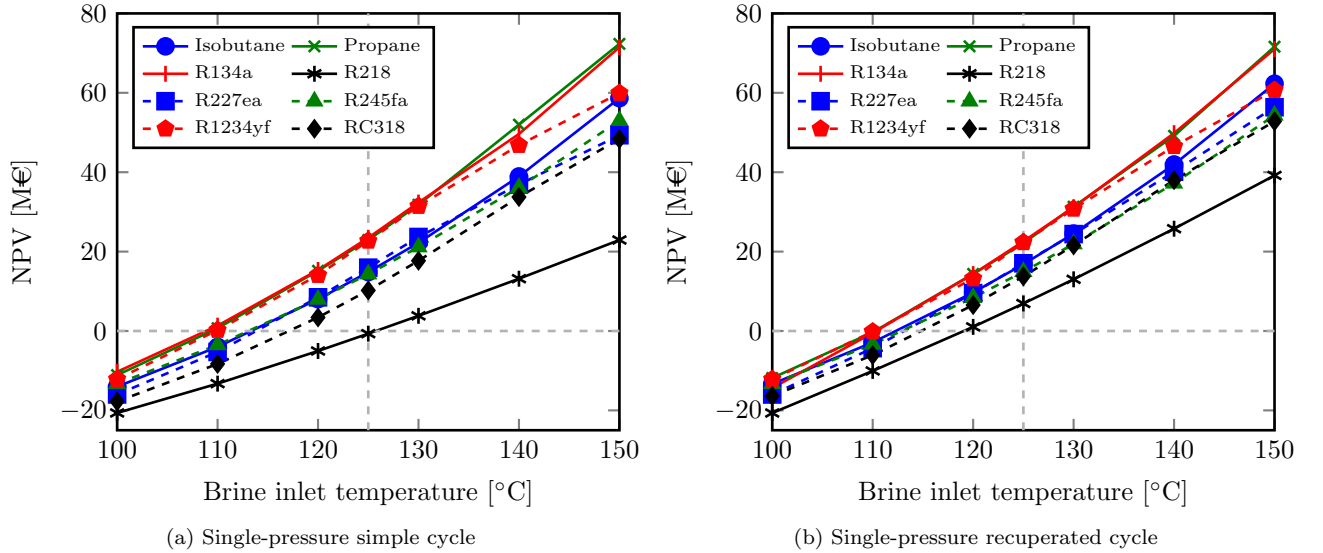 80
60
40
20
0
−20
100 110 120 130 140 150
NPV [M€]
Brine inlet temperature [°C]
Isobutane Propane
R134a R218
R227ea R245fa
R1234yf RC318
(a) Single-pressure simple cycle
80
60
40
20
0
−20
100 110 120 130 140 150
NPV [M€]
Brine inlet temperature [°C]
Isobutane Propane
R134a R218
R227ea R245fa
R1234yf RC318
(b) Single-pressure recuperated cycle